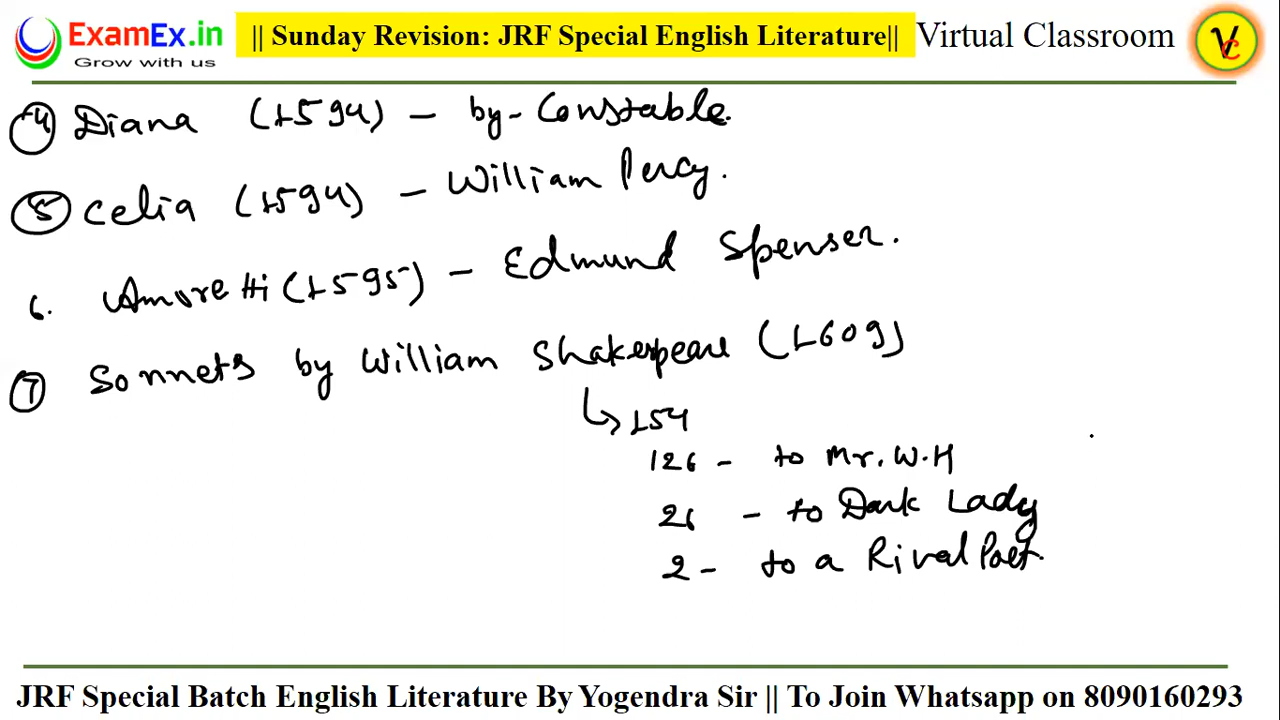 ExamEx.in
Grow with us
|| Sunday Revision: JRF Special English Literature||
Virtual Classroom
VC
4 Diana (1594) - by - Constable.
5 Celia (1594) - William Percy.
6. Amoretti (1595) - Edmund Spenser.
7 Sonnets by William Shakespeare (1609)
↳ 154
126 - to Mr. W.H
26 - to Dark Lady
2 - to a Rival Poet.
JRF Special Batch English Literature By Yogendra Sir || To Join Whatsapp on 8090160293